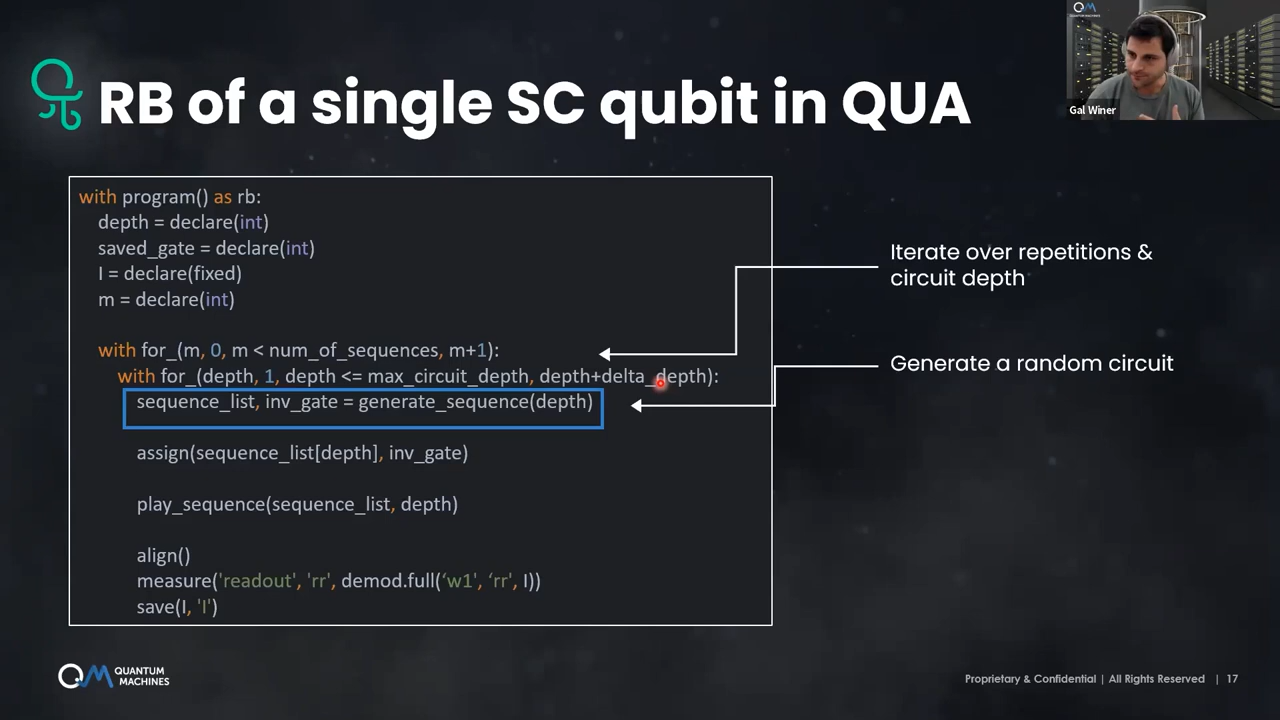 QM
QUANTUM MACHINES
Gal Winer
RB of a single SC qubit in QUA
with program() as rb:
depth = declare(int)
saved_gate = declare(int)
I = declare(fixed)
m = declare(int)
with for_(m, 0, m < num_of_sequences, m+1):
with for_(depth, 1, depth <= max_circuit_depth, depth+delta_depth):
sequence_list, inv_gate = generate_sequence(depth)
assign(sequence_list[depth], inv_gate)
play_sequence(sequence_list, depth)
align()
measure('readout', 'rr', demod.full(‘w1', ‘rr', I))
save(I, 'I')
Iterate over repetitions &
circuit depth
Generate a random circuit
QM
QUANTUM
MACHINES
Proprietary & Confidential | All Rights Reserved | 17